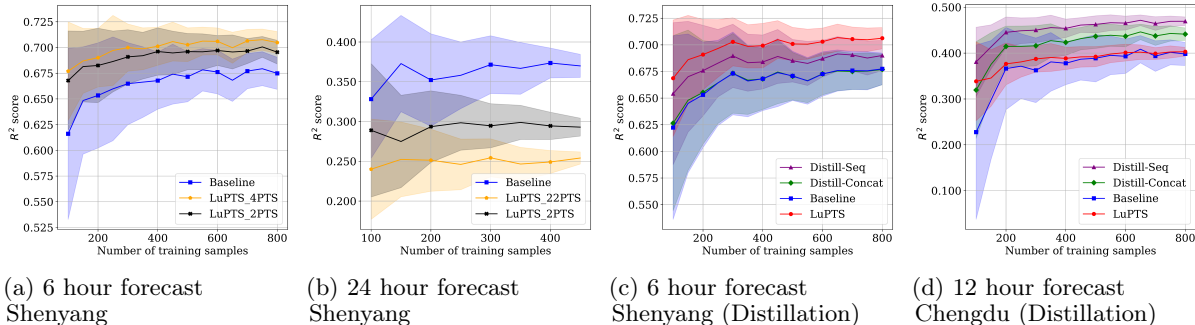 0.725
0.700
0.675
0.650
0.625
0.600
0.575
0.550
0.525
R² score
200
400
600
800
Number of training samples
Baseline
LuPTS_4PTS
LuPTS_2PTS
0.400
0.350
0.300
0.250
0.200
R² score
100
200
300
400
Number of training samples
Baseline
LuPTS_22PTS
LuPTS_2PTS
0.725
0.700
0.675
0.650
0.625
0.600
0.575
0.550
R² score
200
400
600
800
Number of training samples
Distill-Seq
Distill-Concat
Baseline
LuPTS
0.500
0.400
0.300
0.200
0.100
R² score
200
400
600
800
Number of training samples
Distill-Seq
Distill-Concat
Baseline
LuPTS
(a) 6 hour forecast
Shenyang
(b) 24 hour forecast
Shenyang
(c) 6 hour forecast
Shenyang (Distillation)
(d) 12 hour forecast
Chengdu (Distillation)